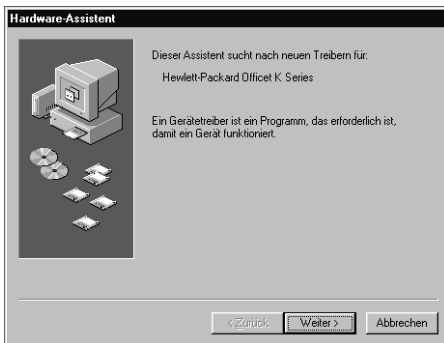 Hardware-Assistent
Dieser Assistent sucht nach neuen Treibern für:
Hewlett-Packard Officet K Series
Ein Gerätetreiber ist ein Programm, das erforderlich ist,
damit ein Gerät funktioniert.
< Zurück Weiter > Abbrechen